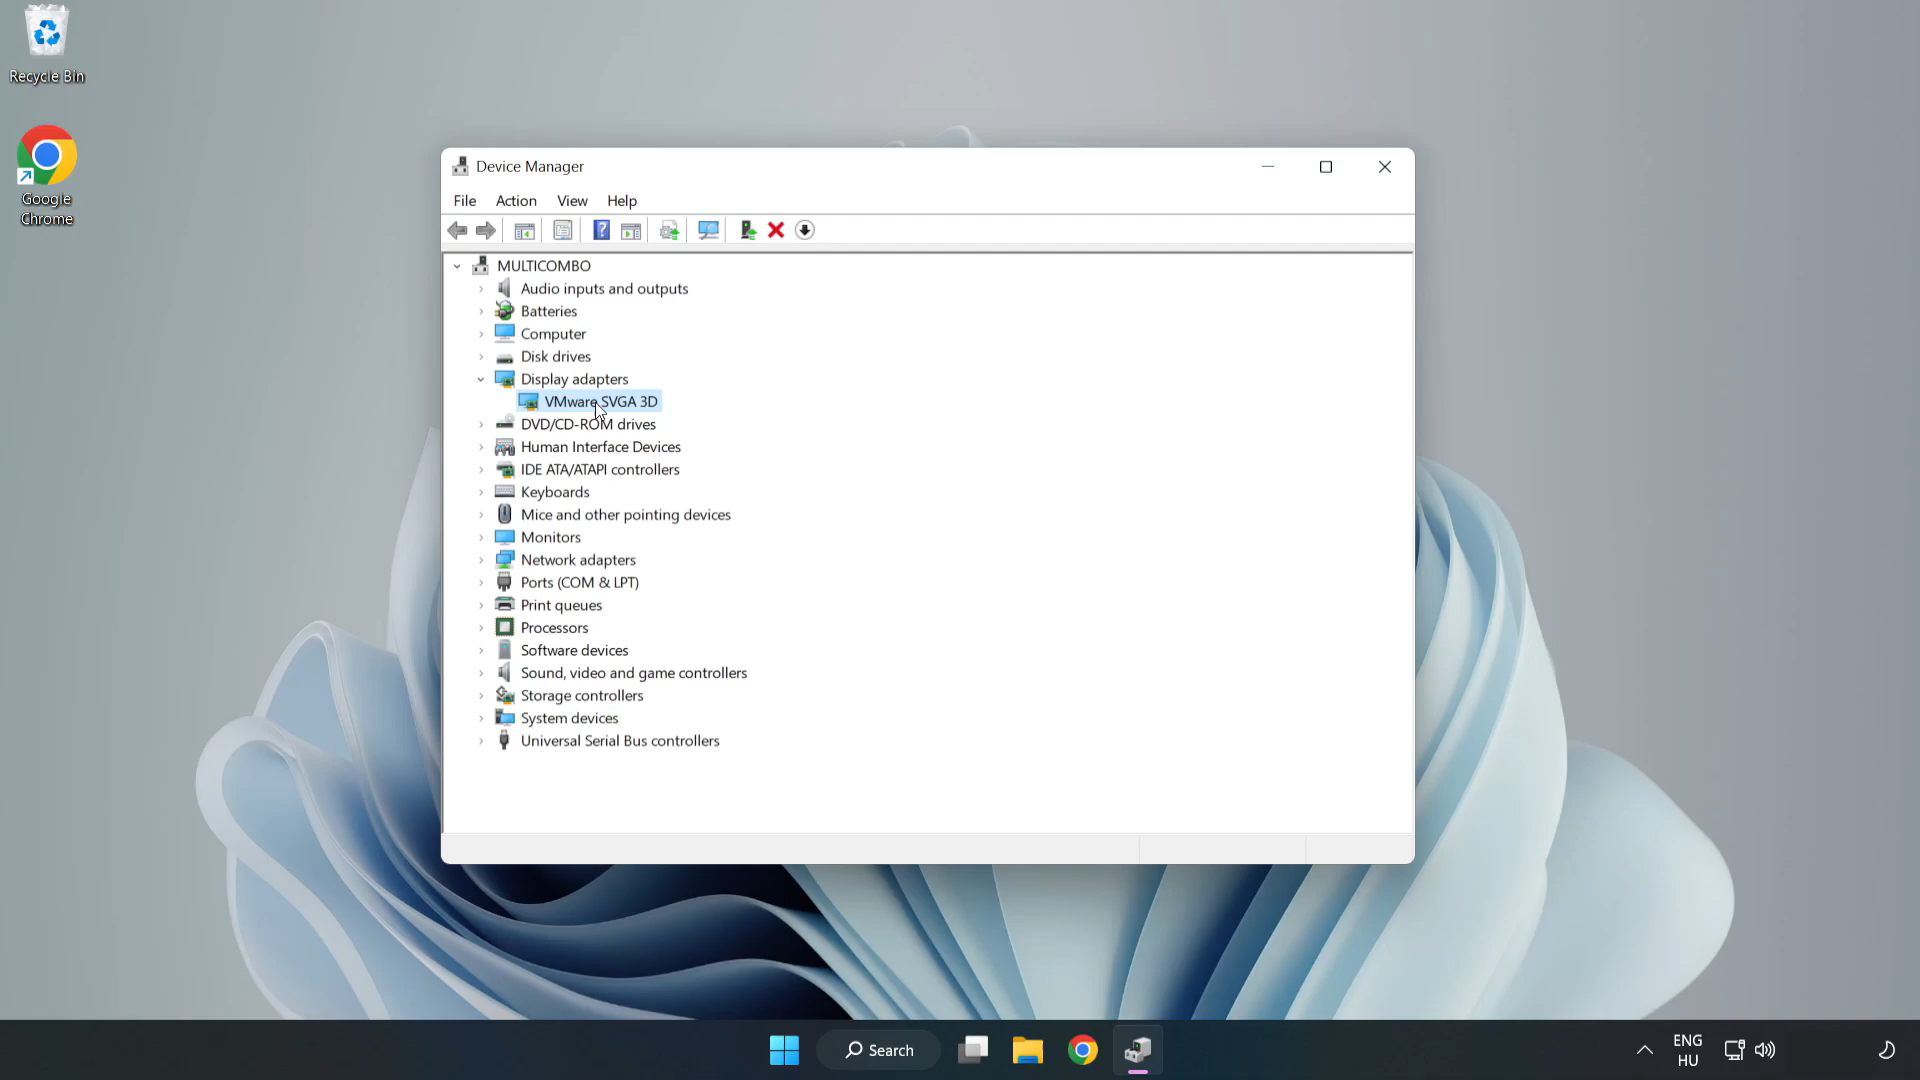 Recycle Bin
Google
Chrome
Device Manager
File Action View Help
MULTICOMBO
Audio inputs and outputs
Batteries
Computer
Disk drives
Display adapters
VMware SVGA 3D
DVD/CD-ROM drives
Human Interface Devices
IDE ATA/ATAPI controllers
Keyboards
Mice and other pointing devices
Monitors
Network adapters
Ports (COM & LPT)
Print queues
Processors
Software devices
Sound, video and game controllers
Storage controllers
System devices
Universal Serial Bus controllers
Search
ENG
HU